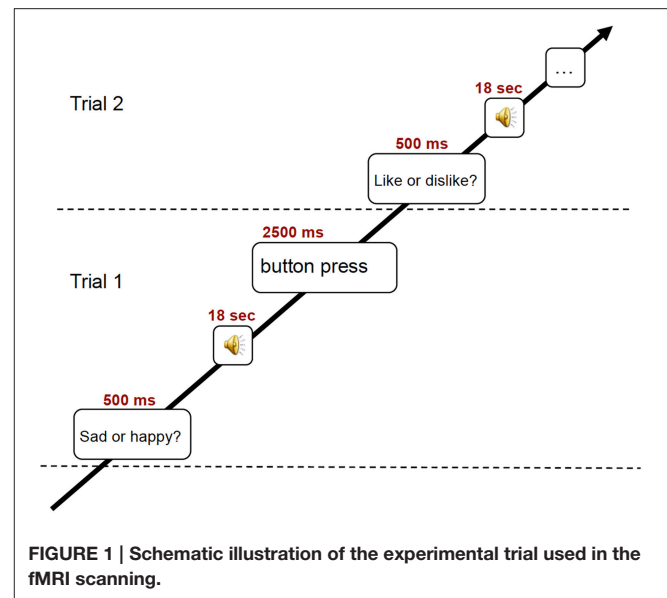 18 sec
...
Trial 2
500 ms
Like or dislike?
2500 ms
button press
Trial 1
18 sec
500 ms
Sad or happy?
FIGURE 1 | Schematic illustration of the experimental trial used in the
fMRI scanning.